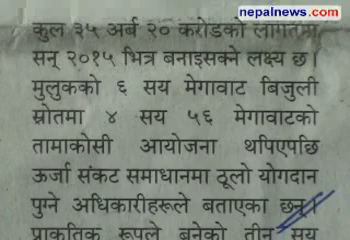 nepalnews.com
कुल ३५ अर्ब २० करोडको लागतमा
सन् २०१५ भित्र बनाइसक्ने लक्ष्य छ।
मुलुकको ६ सय मेगावाट बिजुली
स्रोतमा ४ सय ५६ मेगावाटको
तामाकोसी आयोजना थपिएपछि
ऊर्जा संकट समाधानमा ठूलो योगदान
पुग्ने अधिकारीहरूले बताएका छन्।
प्राकृतिक रूपले बनेको तीन सय